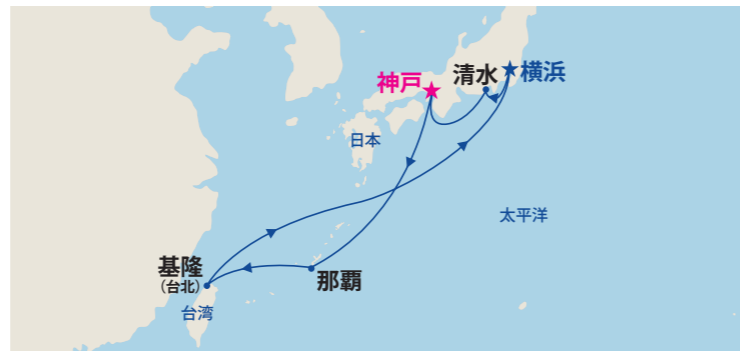 神戸
清水
横浜
日本
太平洋
基隆
（台北）
那覇
台湾